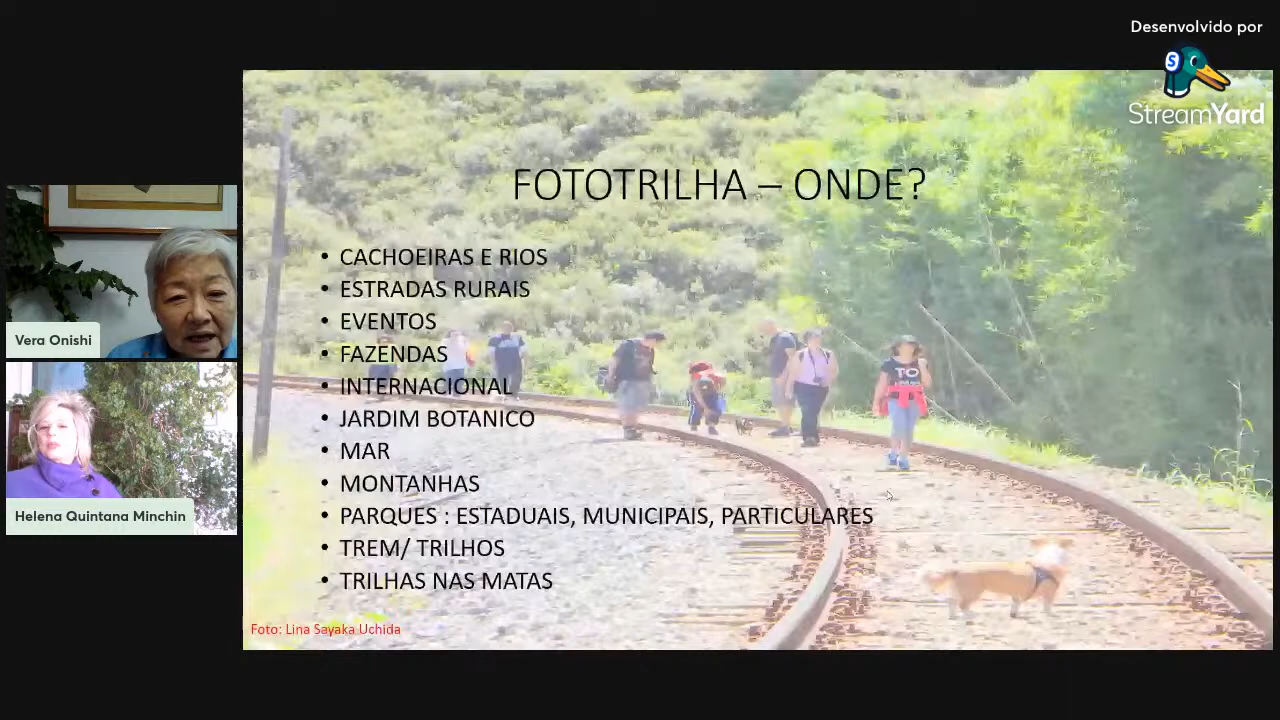 Desenvolvido por
StreamYard
FOTOTRILHA – ONDE?
• CACHOEIRAS E RIOS
• ESTRADAS RURAIS
• EVENTOS
• FAZENDAS
• INTERNACIONAL
• JARDIM BOTANICO
• MAR
• MONTANHAS
• PARQUES : ESTADUAIS, MUNICIPAIS, PARTICULARES
• TREM/ TRILHOS
• TRILHAS NAS MATAS
Foto: Lina Sayaka Uchida
Vera Onishi
Helena Quintana Minchin
TO